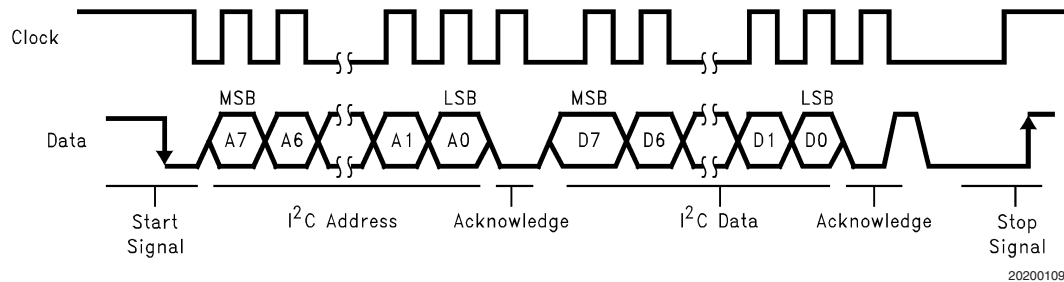 Clock
MSB
LSB
MSB
LSB
Data
A7
A6
A1
A0
D7
D6
D1
D0
Start
Signal
I²C Address
Acknowledge
I²C Data
Acknowledge
Stop
Signal
20200109